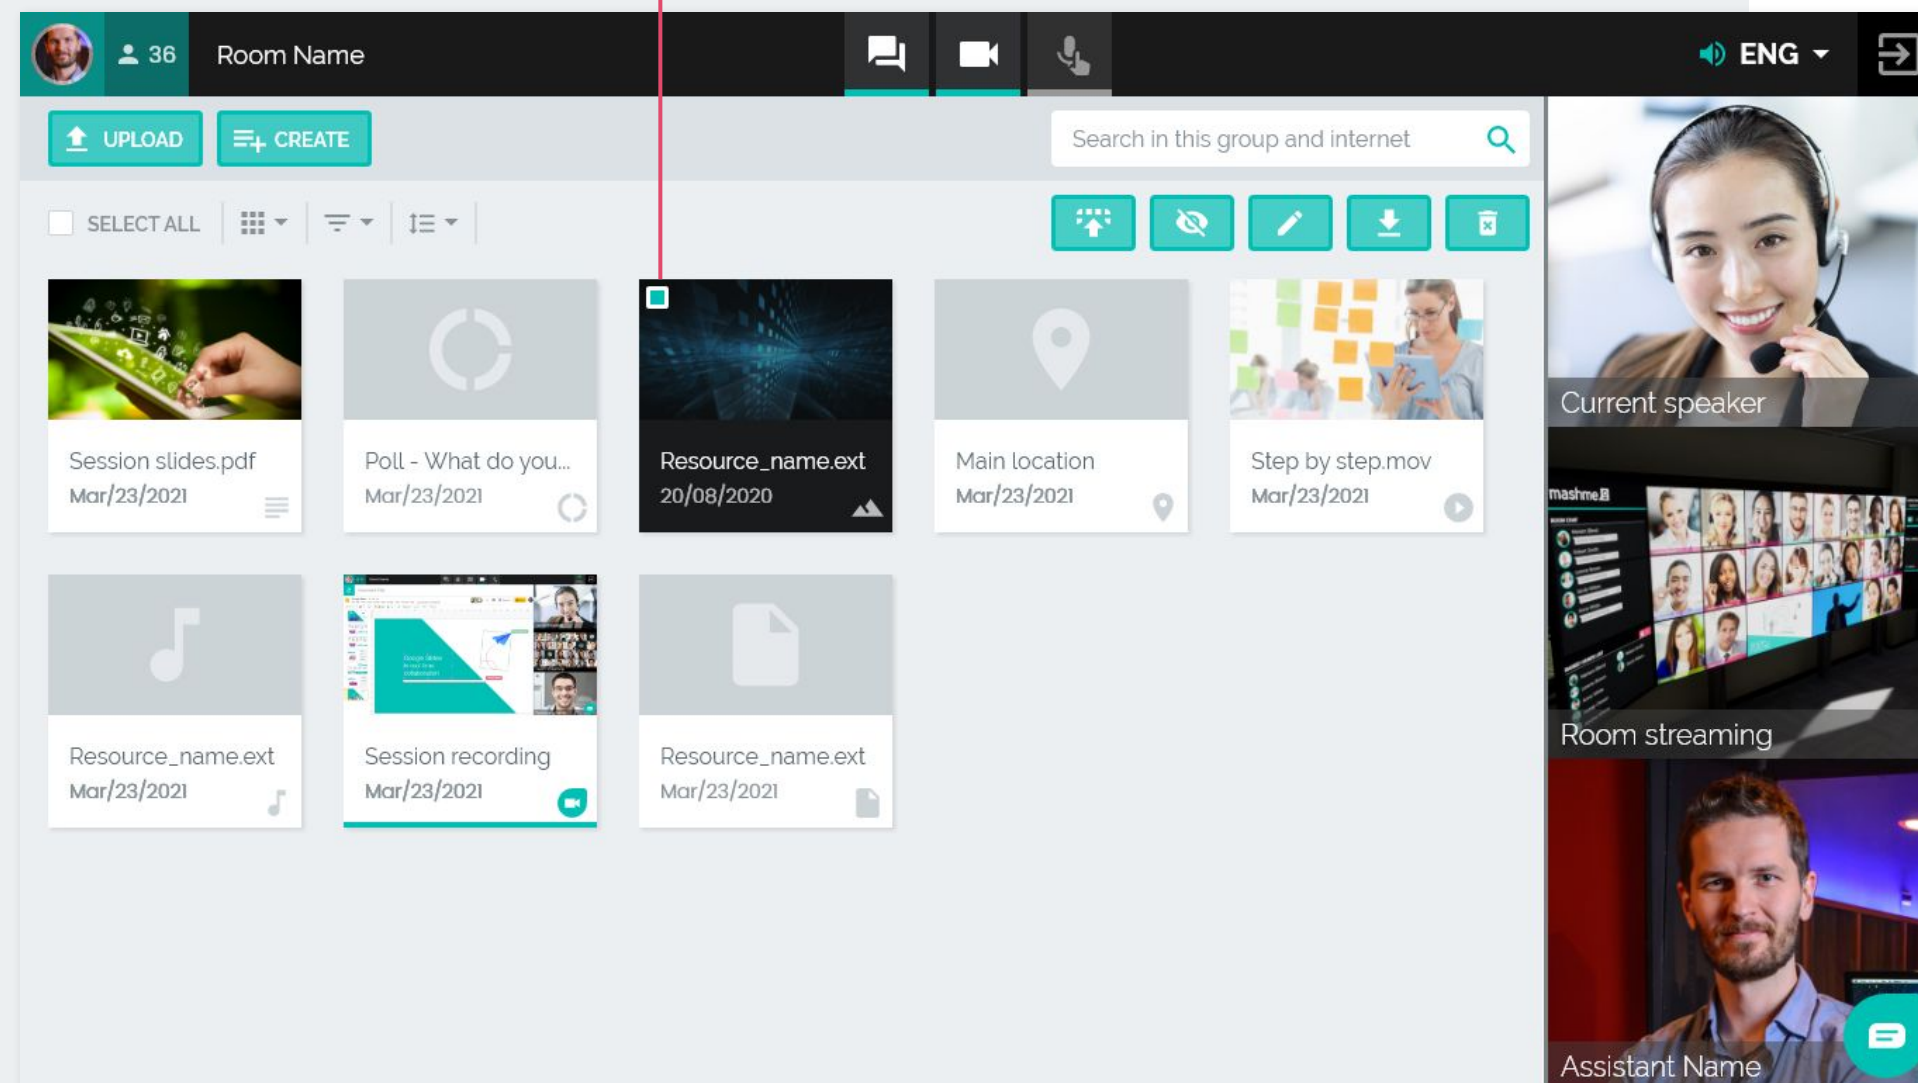 36
Room Name
ENG
UPLOAD
CREATE
Search in this group and internet
SELECT ALL
Session slides.pdf
Mar/23/2021
Poll - What do you...
Mar/23/2021
Resource_name.ext
20/08/2020
Main location
Mar/23/2021
Step by step.mov
Mar/23/2021
Resource_name.ext
Mar/23/2021
Session recording
Mar/23/2021
Resource_name.ext
Mar/23/2021
Current speaker
mashme
Room streaming
Assistant Name